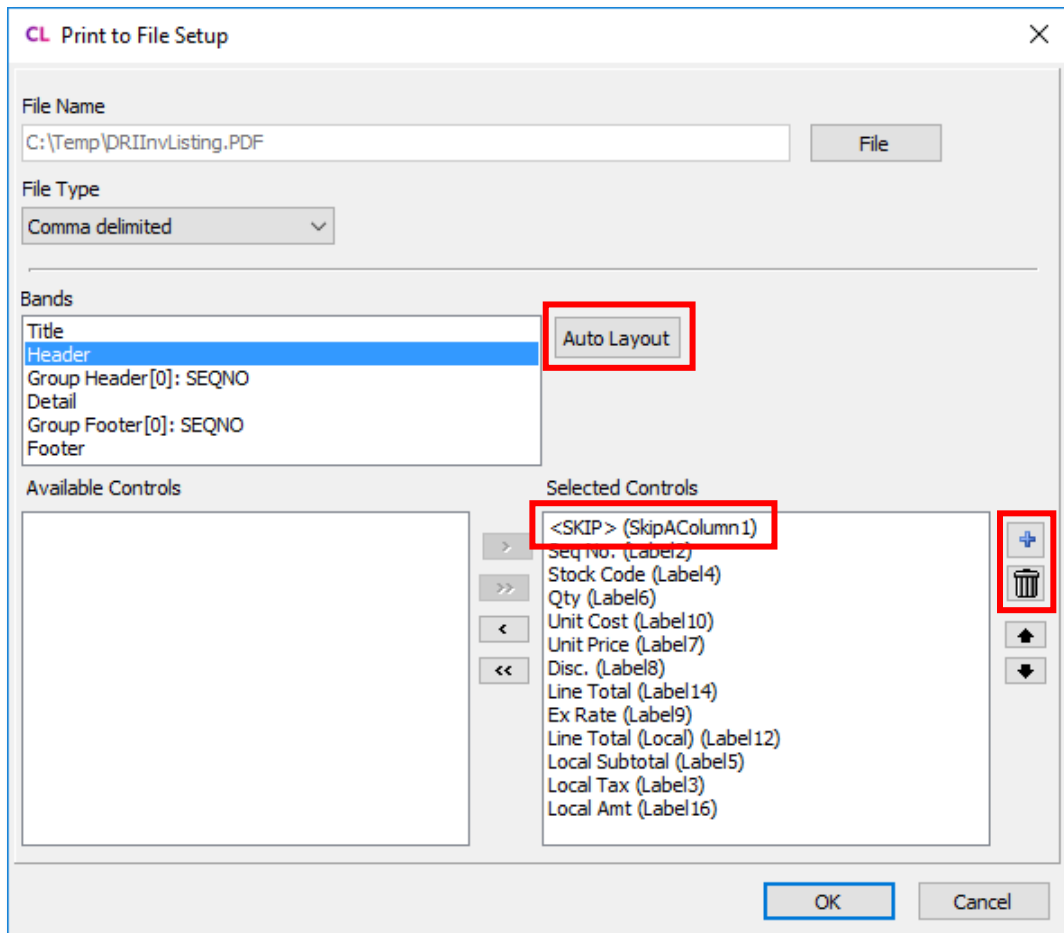 CL Print to File Setup
File Name
C:\Temp\DRIInvListing.PDF
File
File Type
Comma delimited
Bands
Title
Header
Group Header[0]: SEQNO
Detail
Group Footer[0]: SEQNO
Footer
Auto Layout
Available Controls
>
>>
<
<<
Selected Controls
<SKIP> (SkipAColumn1)
Seq No. (Label2)
Stock Code (Label4)
Qty (Label6)
Unit Cost (Label10)
Unit Price (Label7)
Disc. (Label8)
Line Total (Label14)
Ex Rate (Label9)
Line Total (Local) (Label12)
Local Subtotal (Label5)
Local Tax (Label3)
Local Amt (Label16)
OK
Cancel